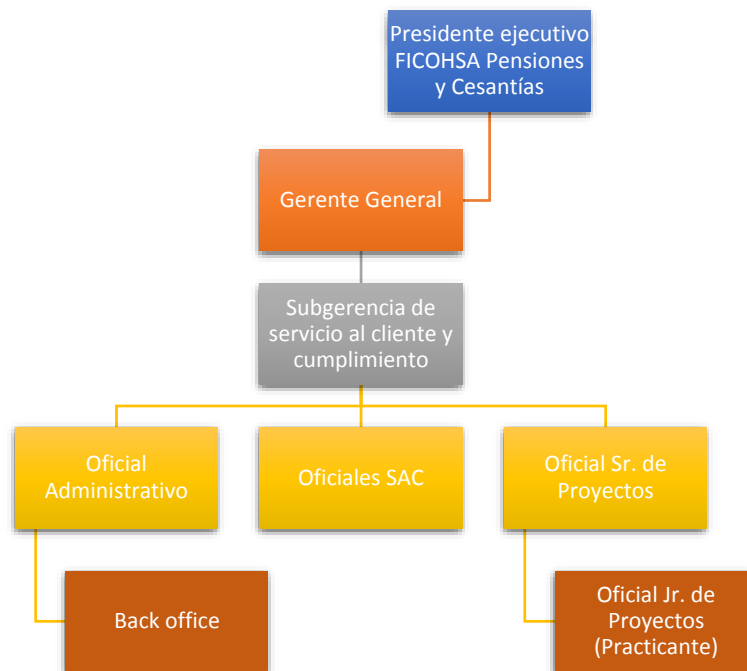 Presidente ejecutivo
FICOHSA Pensiones
y Cesantías
Gerente General
Subgerencia de
servicio al cliente y
cumplimiento
Oficial
Administrativo
Oficiales SAC
Oficial Sr. de
Proyectos
Back office
Oficial Jr. de
Proyectos
(Practicante)